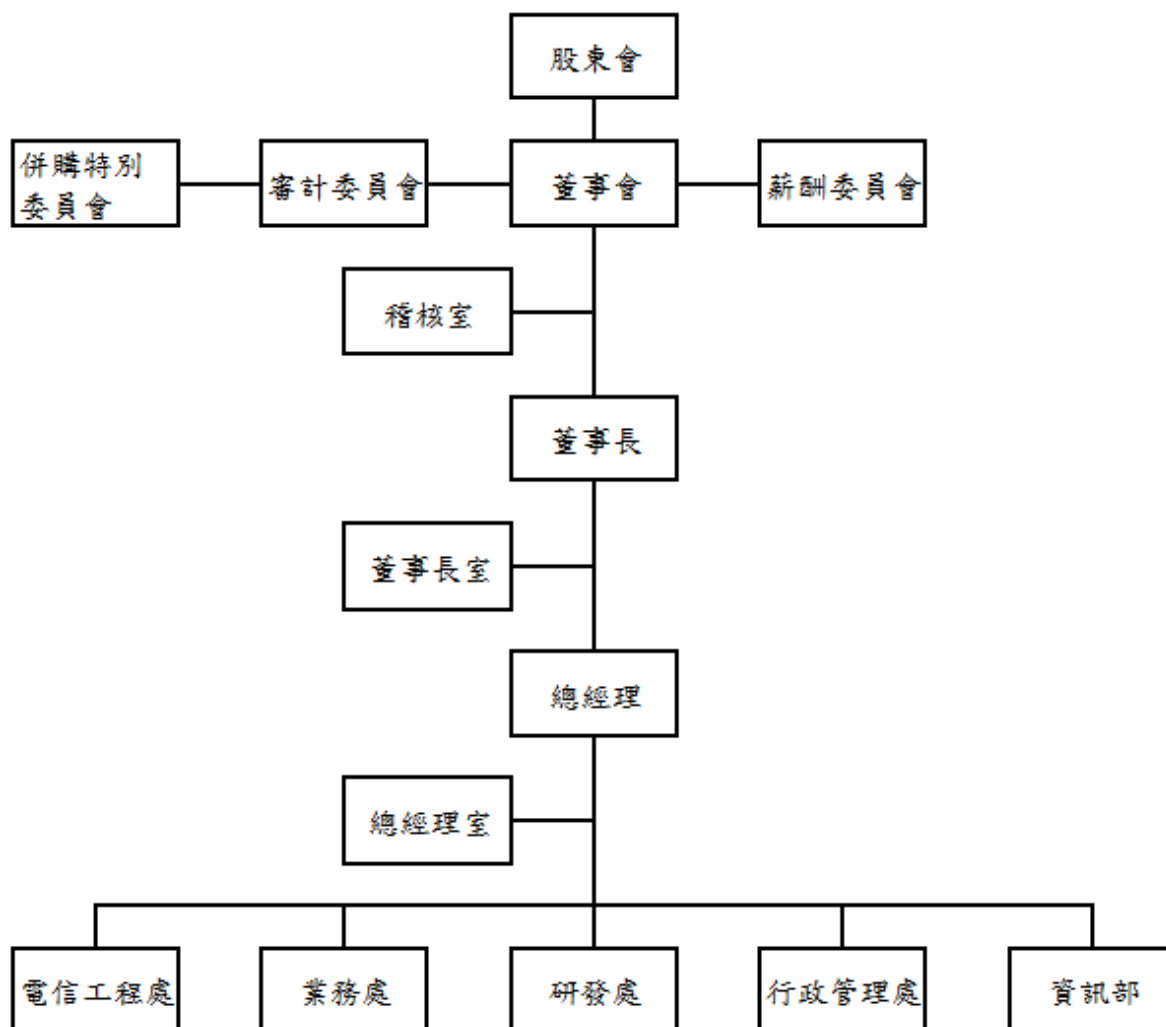 股東會
併購特別
委員會
審計委員會
董事會
薪酬委員會
稽核室
董事長
董事長室
總經理
總經理室
電信工程處
業務處
研發處
行政管理處
資訊部